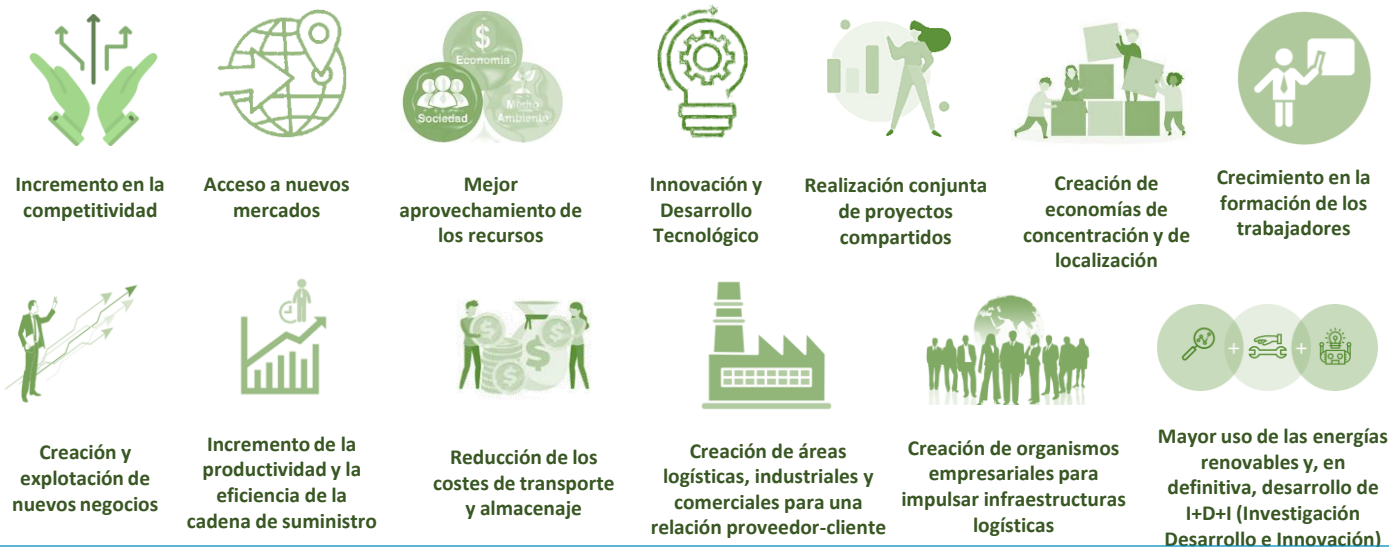 $
Economía
Sociedad
Medio
Ambiente
Incremento en la
competitividad
Acceso a nuevos
mercados
Mejor
aprovechamiento de
los recursos
Innovación y
Desarrollo
Tecnológico
Realización conjunta
de proyectos
compartidos
Creación de
economías de
concentración y de
localización
Crecimiento en la
formación de los
trabajadores
$
$
$
$
+
+
Creación y
explotación de
nuevos negocios
Incremento de la
productividad y la
eficiencia de la
cadena de suministro
Reducción de los
costes de transporte
y almacenaje
Creación de áreas
logísticas, industriales y
comerciales para una
relación proveedor-cliente
Creación de organismos
empresariales para
impulsar infraestructuras
logísticas
Mayor uso de las energías
renovables y, en
definitiva, desarrollo de
I+D+I (Investigación
Desarrollo e Innovación)